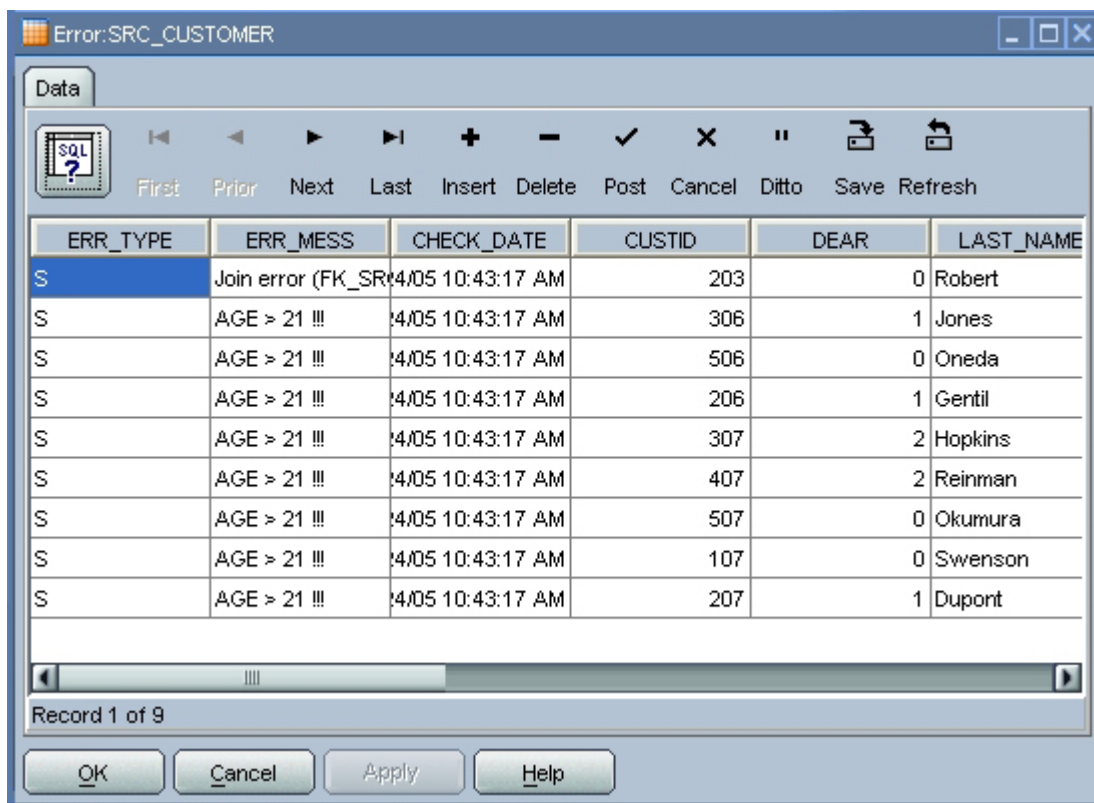 Error:SRC_CUSTOMER
Data
SQL ?
First Prior Next Last Insert Delete Post Cancel Ditto Save Refresh
ERR_TYPE ERR_MESS CHECK_DATE CUSTID DEAR LAST_NAME
S Join error (FK_SR 4/05 10:43:17 AM 203 0 Robert
S AGE > 21 !!! 4/05 10:43:17 AM 306 1 Jones
S AGE > 21 !!! 4/05 10:43:17 AM 506 0 Oneda
S AGE > 21 !!! 4/05 10:43:17 AM 206 1 Gentil
S AGE > 21 !!! 4/05 10:43:17 AM 307 2 Hopkins
S AGE > 21 !!! 4/05 10:43:17 AM 407 2 Reinman
S AGE > 21 !!! 4/05 10:43:17 AM 507 0 Okumura
S AGE > 21 !!! 4/05 10:43:17 AM 107 0 Swenson
S AGE > 21 !!! 4/05 10:43:17 AM 207 1 Dupont
Record 1 of 9
OK Cancel Apply Help